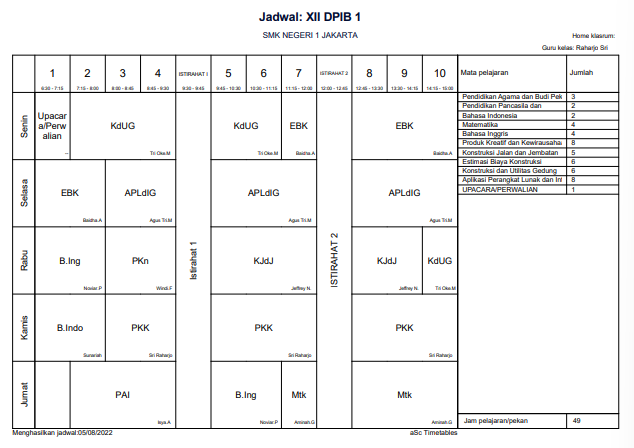 Jadwal: XII DPIB 1
SMK NEGERI 1 JAKARTA
Home klasrum:
Guru kelas: Raharjo Sri
1 2 3 4 ISTIRAHAT I 5 6 7 ISTIRAHAT 2 8 9 10 Mata pelajaran Jumlah
6:30 - 7:15 7:15 - 8:00 8:00 - 8:45 8:45 - 9:30 9:30 - 9:45 9:45 - 10:30 10:30 - 11:15 11:15 - 12:00 12:00 - 12:45 12:45 - 13:30 13:30 - 14:15 14:15 - 15:00
Senin
Upacar
a/Perw
alian
KdUG
Tri Oke.M
KdUG
Tri Oke.M
EBK
Baidha.A
EBK
Baidha.A
Selasa
EBK
Baidha.A
APLdIG
Agus Tri.M
APLdIG
Agus Tri.M
APLdIG
Agus Tri.M
Rabu
B.Ing
Noviar.P
PKn
Windi.F
Istirahat 1
KJdJ
Jeffrey N.
ISTIRAHAT 2
KJdJ
Jeffrey N.
KdUG
Tri Oke.M
Kamis
B.Indo
Sunariah
PKK
Sri Raharjo
PKK
Sri Raharjo
PKK
Sri Raharjo
Jumat
PAI
Isya.A
B.Ing
Noviar.P
Mtk
Aminah.G
Mtk
Aminah.G
Pendidikan Agama dan Budi Pek 3
Pendidikan Pancasila dan 2
Bahasa Indonesia 2
Matematika 4
Bahasa Inggris 4
Produk Kreatif dan Kewirausaha 8
Konstruksi Jalan dan Jembatan 5
Estimasi Biaya Konstruksi 6
Konstruksi dan Utilitas Gedung 6
Aplikasi Perangkat Lunak dan Int 8
UPACARA/PERWALIAN 1
Jam pelajaran/pekan 49
Menghasilkan jadwal:05/08/2022
aSc Timetables